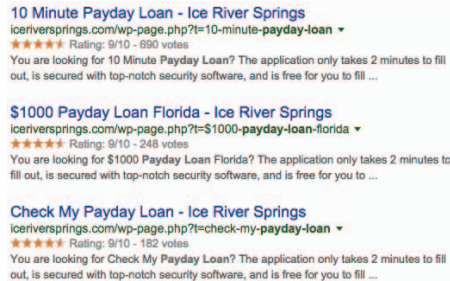 10 Minute Payday Loan - Ice River Springs
iceriversprings.com/wp-page.php?t=10-minute-payday-loan ▼
Rating: 9/10 - 690 votes
You are looking for 10 Minute Payday Loan? The application only takes 2 minutes to fill
out, is secured with top-notch security software, and is free for you to fill ...
$1000 Payday Loan Florida - Ice River Springs
iceriversprings.com/wp-page.php?t=$1000-payday-loan-florida ▼
Rating: 9/10 - 248 votes
You are looking for $1000 Payday Loan Florida? The application only takes 2 minutes to
fill out, is secured with top-notch security software, and is free for you to ...
Check My Payday Loan - Ice River Springs
iceriversprings.com/wp-page.php?t=check-my-payday-loan ▼
Rating: 9/10 - 182 votes
You are looking for Check My Payday Loan? The application only takes 2 minutes to fill
out, is secured with top-notch security software, and is free for you to fill ...